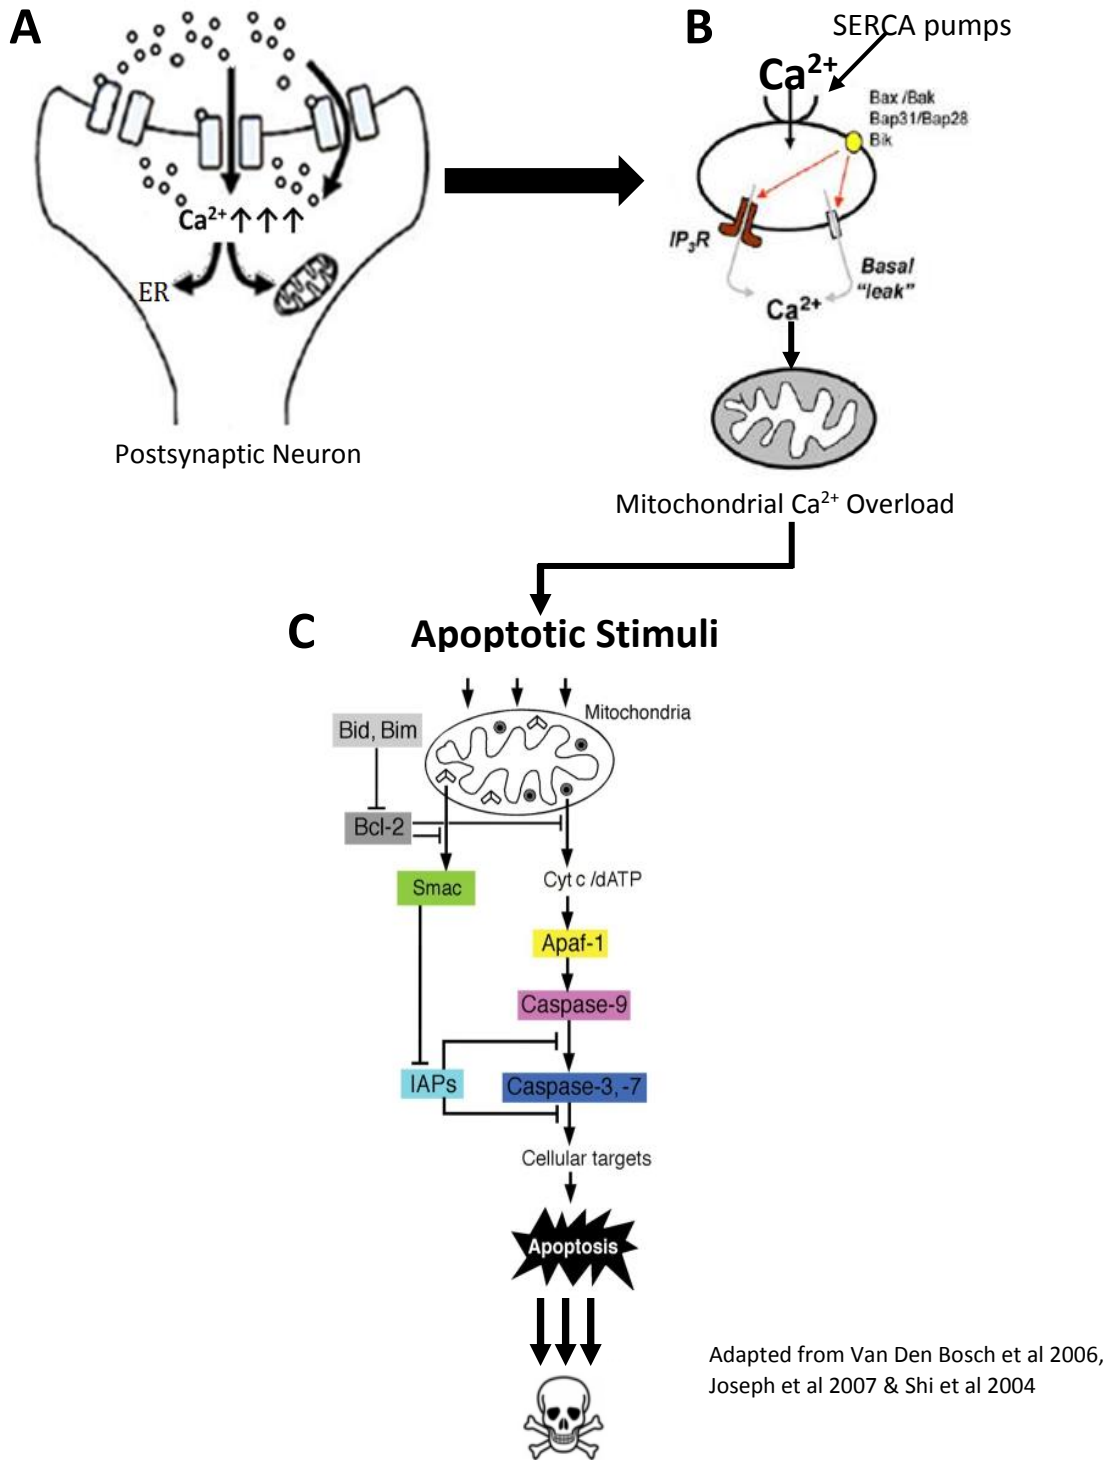 A
Ca²⁺↑↑↑
ER
Postsynaptic Neuron
B
SERCA pumps
Ca²⁺
Bax /Bak
Bap31/Bap28
Bik
IP₃R
Basal
"leak"
Ca²⁺
Mitochondrial Ca²⁺ Overload
C
Apoptotic Stimuli
Mitochondria
Bid, Bim
Bcl-2
Smac
Cyt c /dATP
Apaf-1
Caspase-9
IAPs
Caspase-3, -7
Cellular targets
Apoptosis
Adapted from Van Den Bosch et al 2006,
Joseph et al 2007 & Shi et al 2004